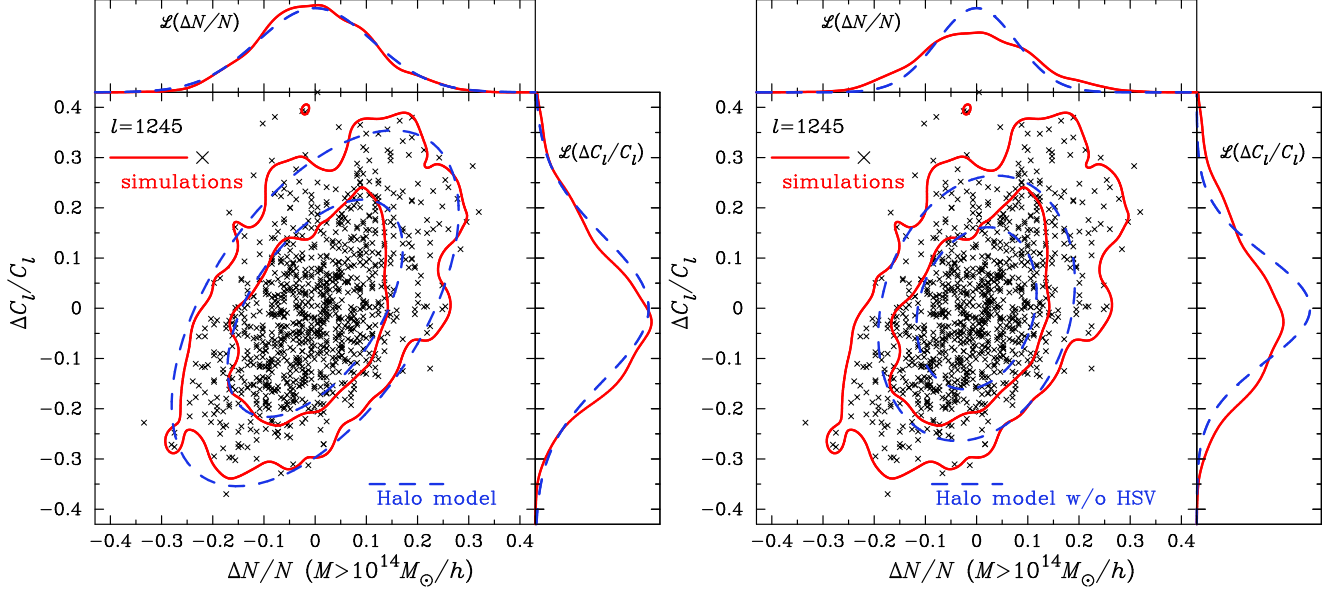 ℒ(ΔN/N)
0.4
0.3
0.2
0.1
0
−0.1
−0.2
−0.3
−0.4
ΔC_l/C_l
l=1245
simulations
Halo model
ℒ(ΔC_l/C_l)
−0.4 −0.3 −0.2 −0.1 0 0.1 0.2 0.3 0.4
ΔN/N (M>10^14 M_⊙/h)
ℒ(ΔN/N)
0.4
0.3
0.2
0.1
0
−0.1
−0.2
−0.3
−0.4
ΔC_l/C_l
l=1245
simulations
Halo model w/o HSV
ℒ(ΔC_l/C_l)
−0.4 −0.3 −0.2 −0.1 0 0.1 0.2 0.3 0.4
ΔN/N (M>10^14 M_⊙/h)